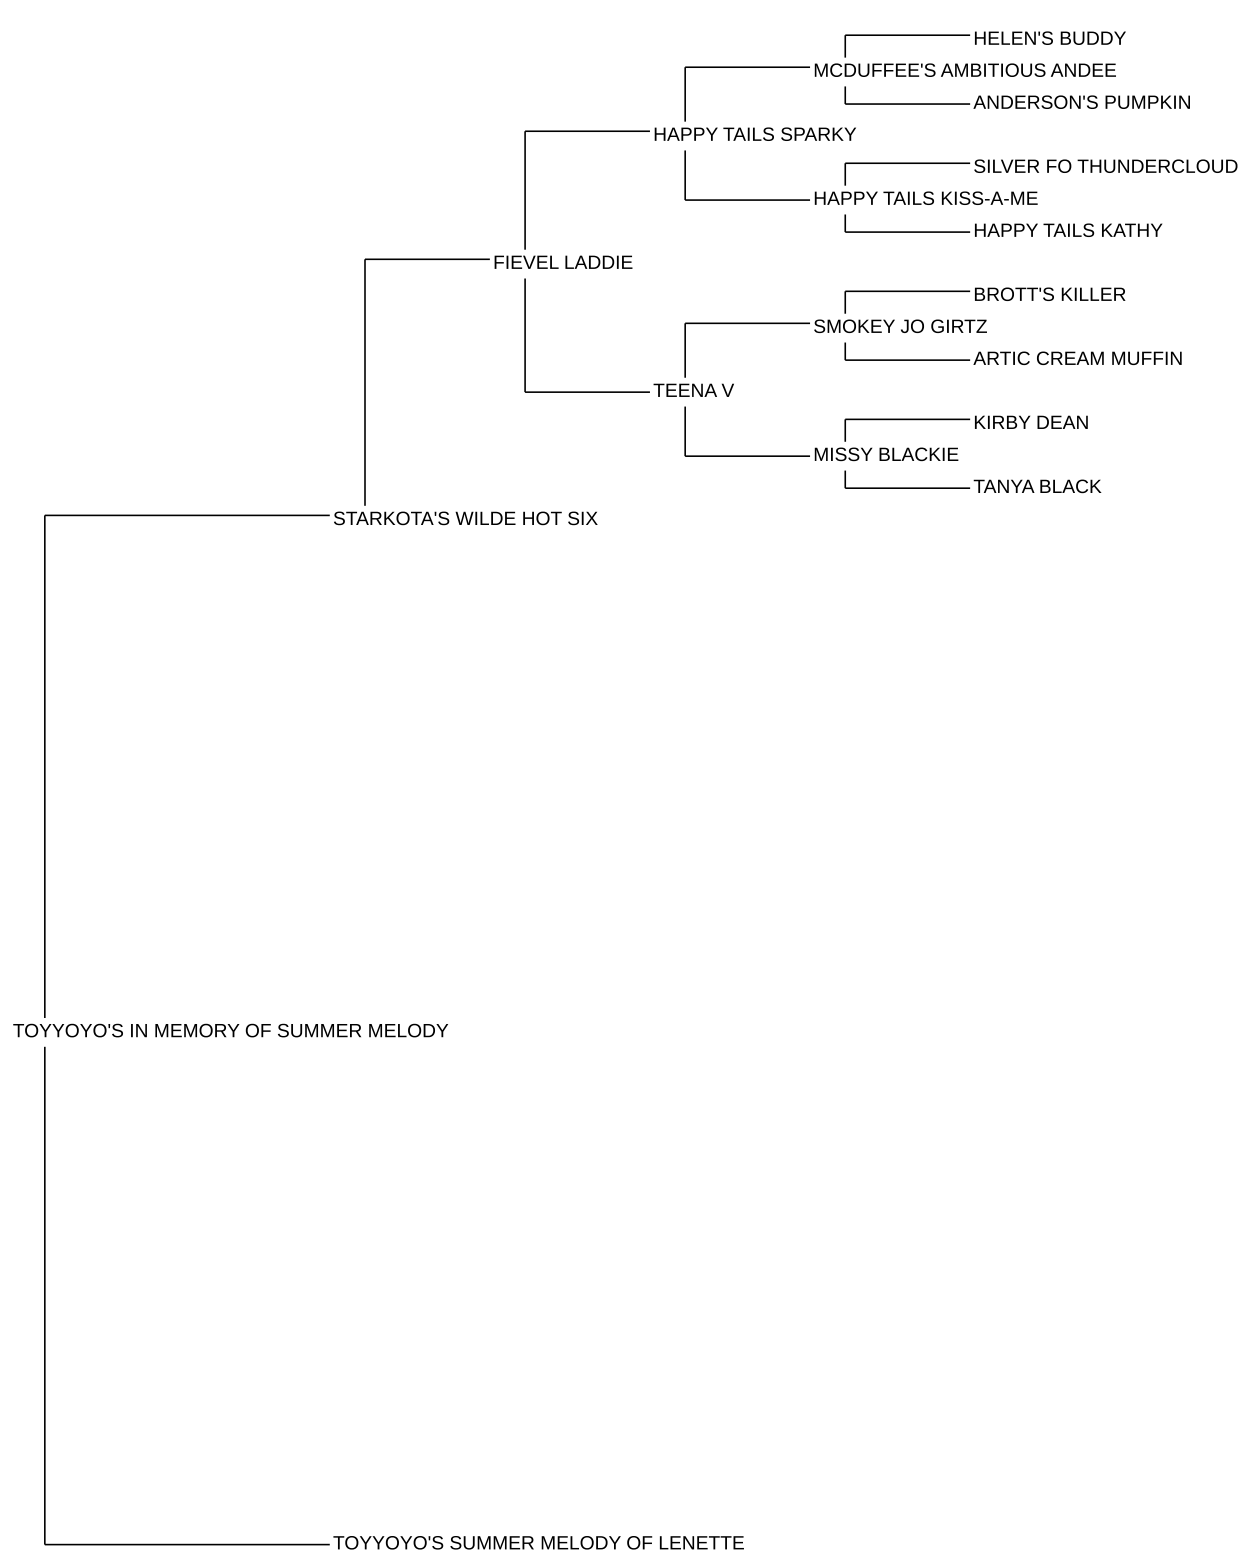 HELEN'S BUDDY
MCDUFFEE'S AMBITIOUS ANDEE
ANDERSON'S PUMPKIN
HAPPY TAILS SPARKY
SILVER FO THUNDERCLOUD
HAPPY TAILS KISS-A-ME
HAPPY TAILS KATHY
FIEVEL LADDIE
BROTT'S KILLER
SMOKEY JO GIRTZ
ARTIC CREAM MUFFIN
TEENA V
KIRBY DEAN
MISSY BLACKIE
TANYA BLACK
STARKOTA'S WILDE HOT SIX
TOYYOYO'S IN MEMORY OF SUMMER MELODY
TOYYOYO'S SUMMER MELODY OF LENETTE